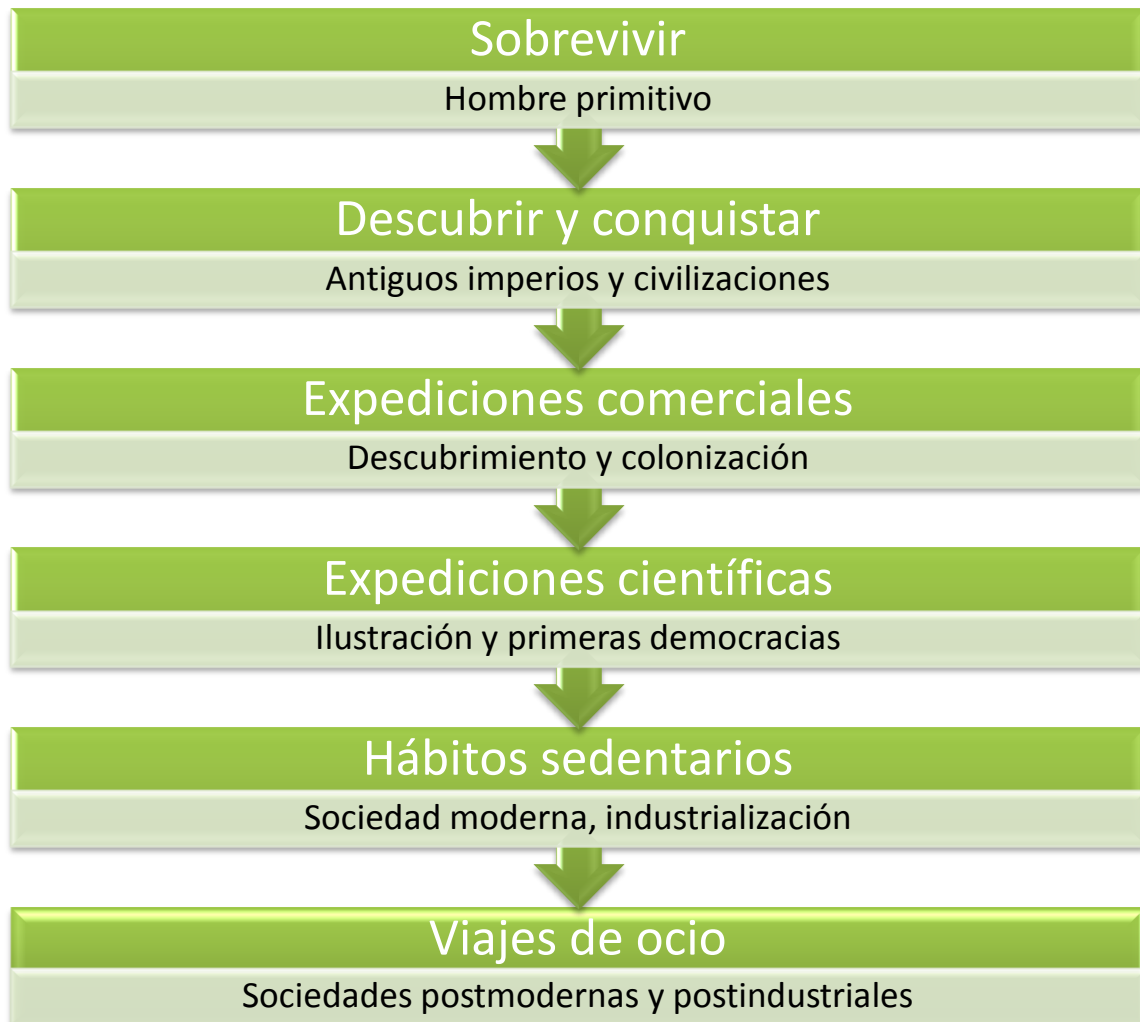 Sobrevivir
Hombre primitivo
Descubrir y conquistar
Antiguos imperios y civilizaciones
Expediciones comerciales
Descubrimiento y colonización
Expediciones científicas
Ilustración y primeras democracias
Hábitos sedentarios
Sociedad moderna, industrialización
Viajes de ocio
Sociedades postmodernas y postindustriales